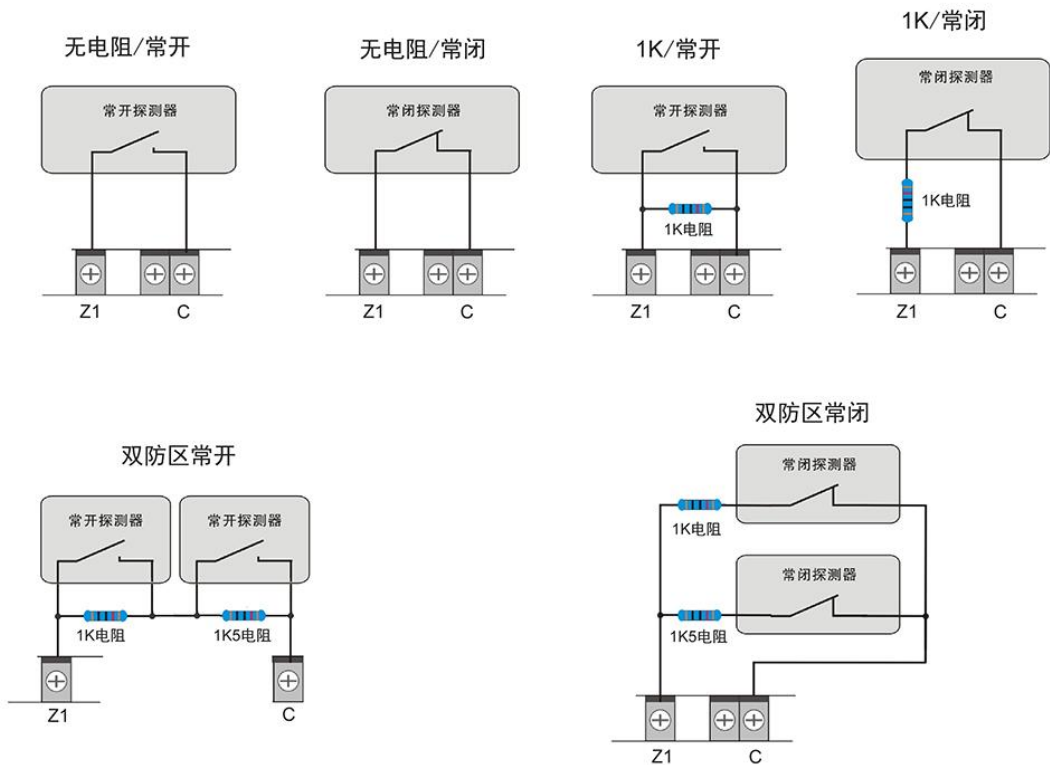 无电阻/常开
常开探测器
Z1
C
无电阻/常闭
常闭探测器
Z1
C
1K/常开
常开探测器
1K电阻
Z1
C
1K/常闭
常闭探测器
1K电阻
Z1
C
双防区常开
常开探测器
常开探测器
1K电阻
1K5电阻
Z1
C
双防区常闭
常闭探测器
1K电阻
常闭探测器
1K5电阻
Z1
C